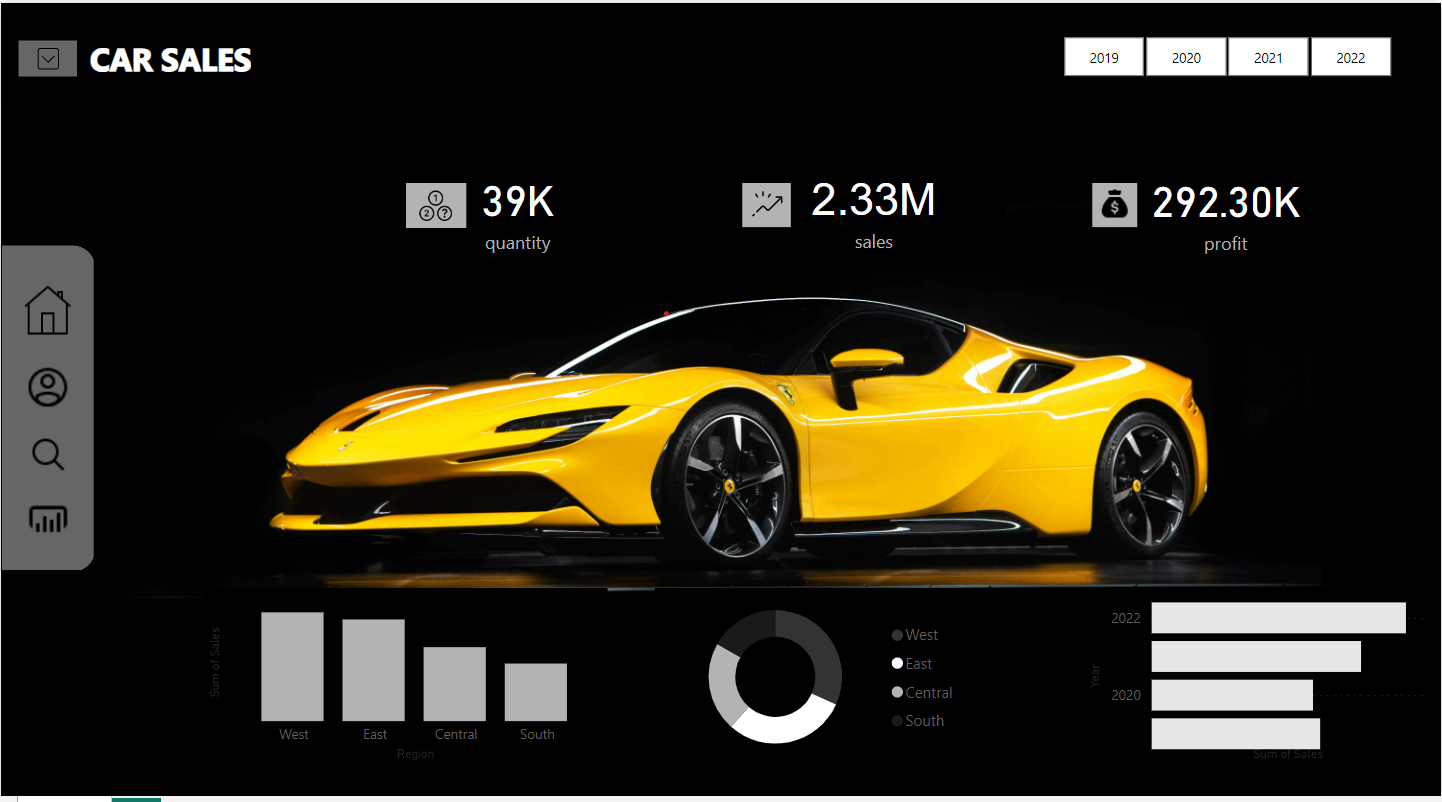 CAR SALES
2019 2020 2021 2022
39K
quantity
2.33M
sales
292.30K
profit
Sum of Sales
West East Central South
Region
West
East
Central
South
Year
2022
2020
Sum of Sales